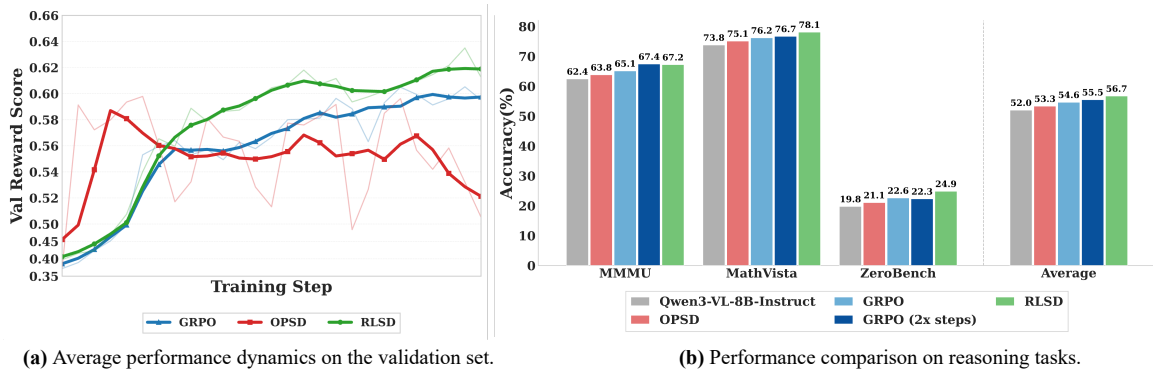 0.66
0.64
0.62
0.60
0.58
0.56
0.54
0.52
0.50
0.45
0.40
0.35
Val Reward Score
Training Step
GRPO OPSD RLSD
(a) Average performance dynamics on the validation set.
80
70
60
50
40
30
20
10
0
Accuracy(%)
62.4 63.8 65.1 67.4 67.2
73.8 75.1 76.2 76.7 78.1
19.8 21.1 22.6 22.3 24.9
52.0 53.3 54.6 55.5 56.7
MMMU MathVista ZeroBench Average
Qwen3-VL-8B-Instruct GRPO RLSD
OPSD GRPO (2x steps)
(b) Performance comparison on reasoning tasks.